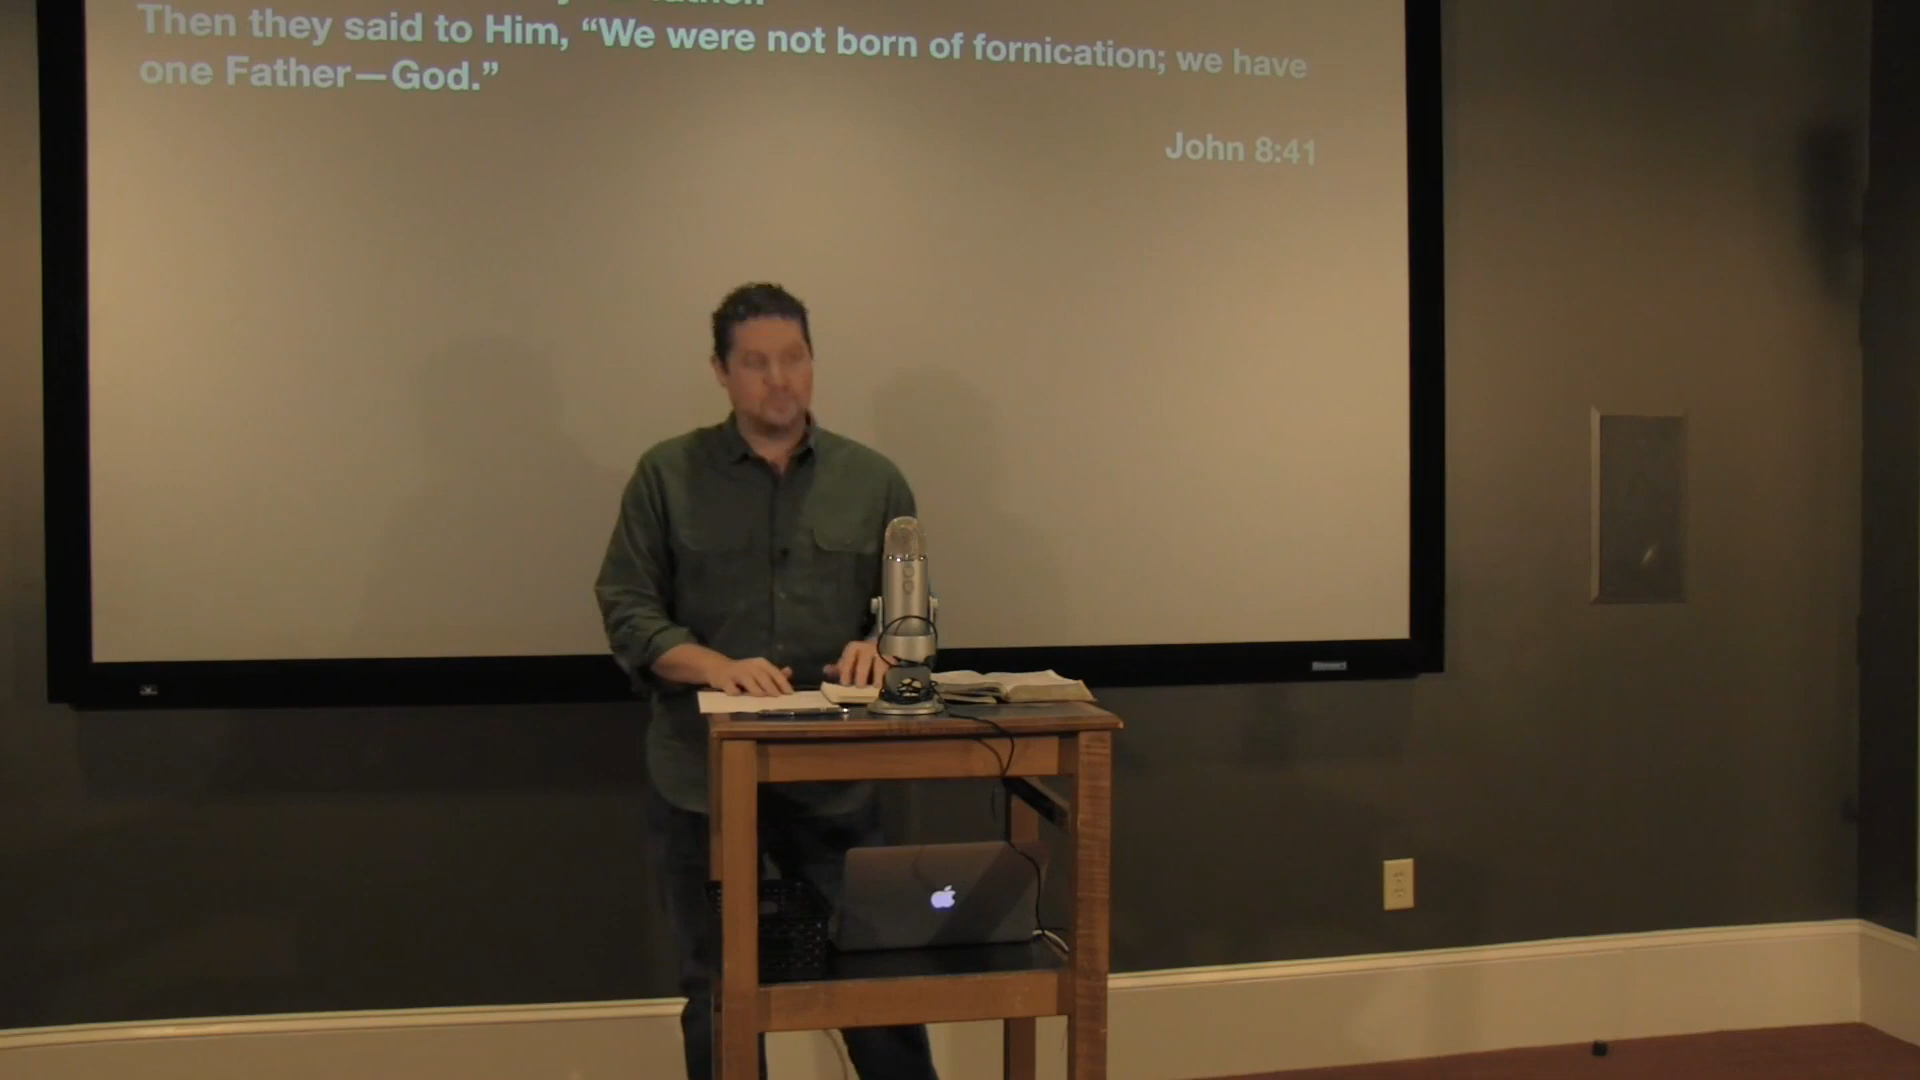 Then they said to Him, “We were not born of fornication; we have
one Father—God.”
John 8:41